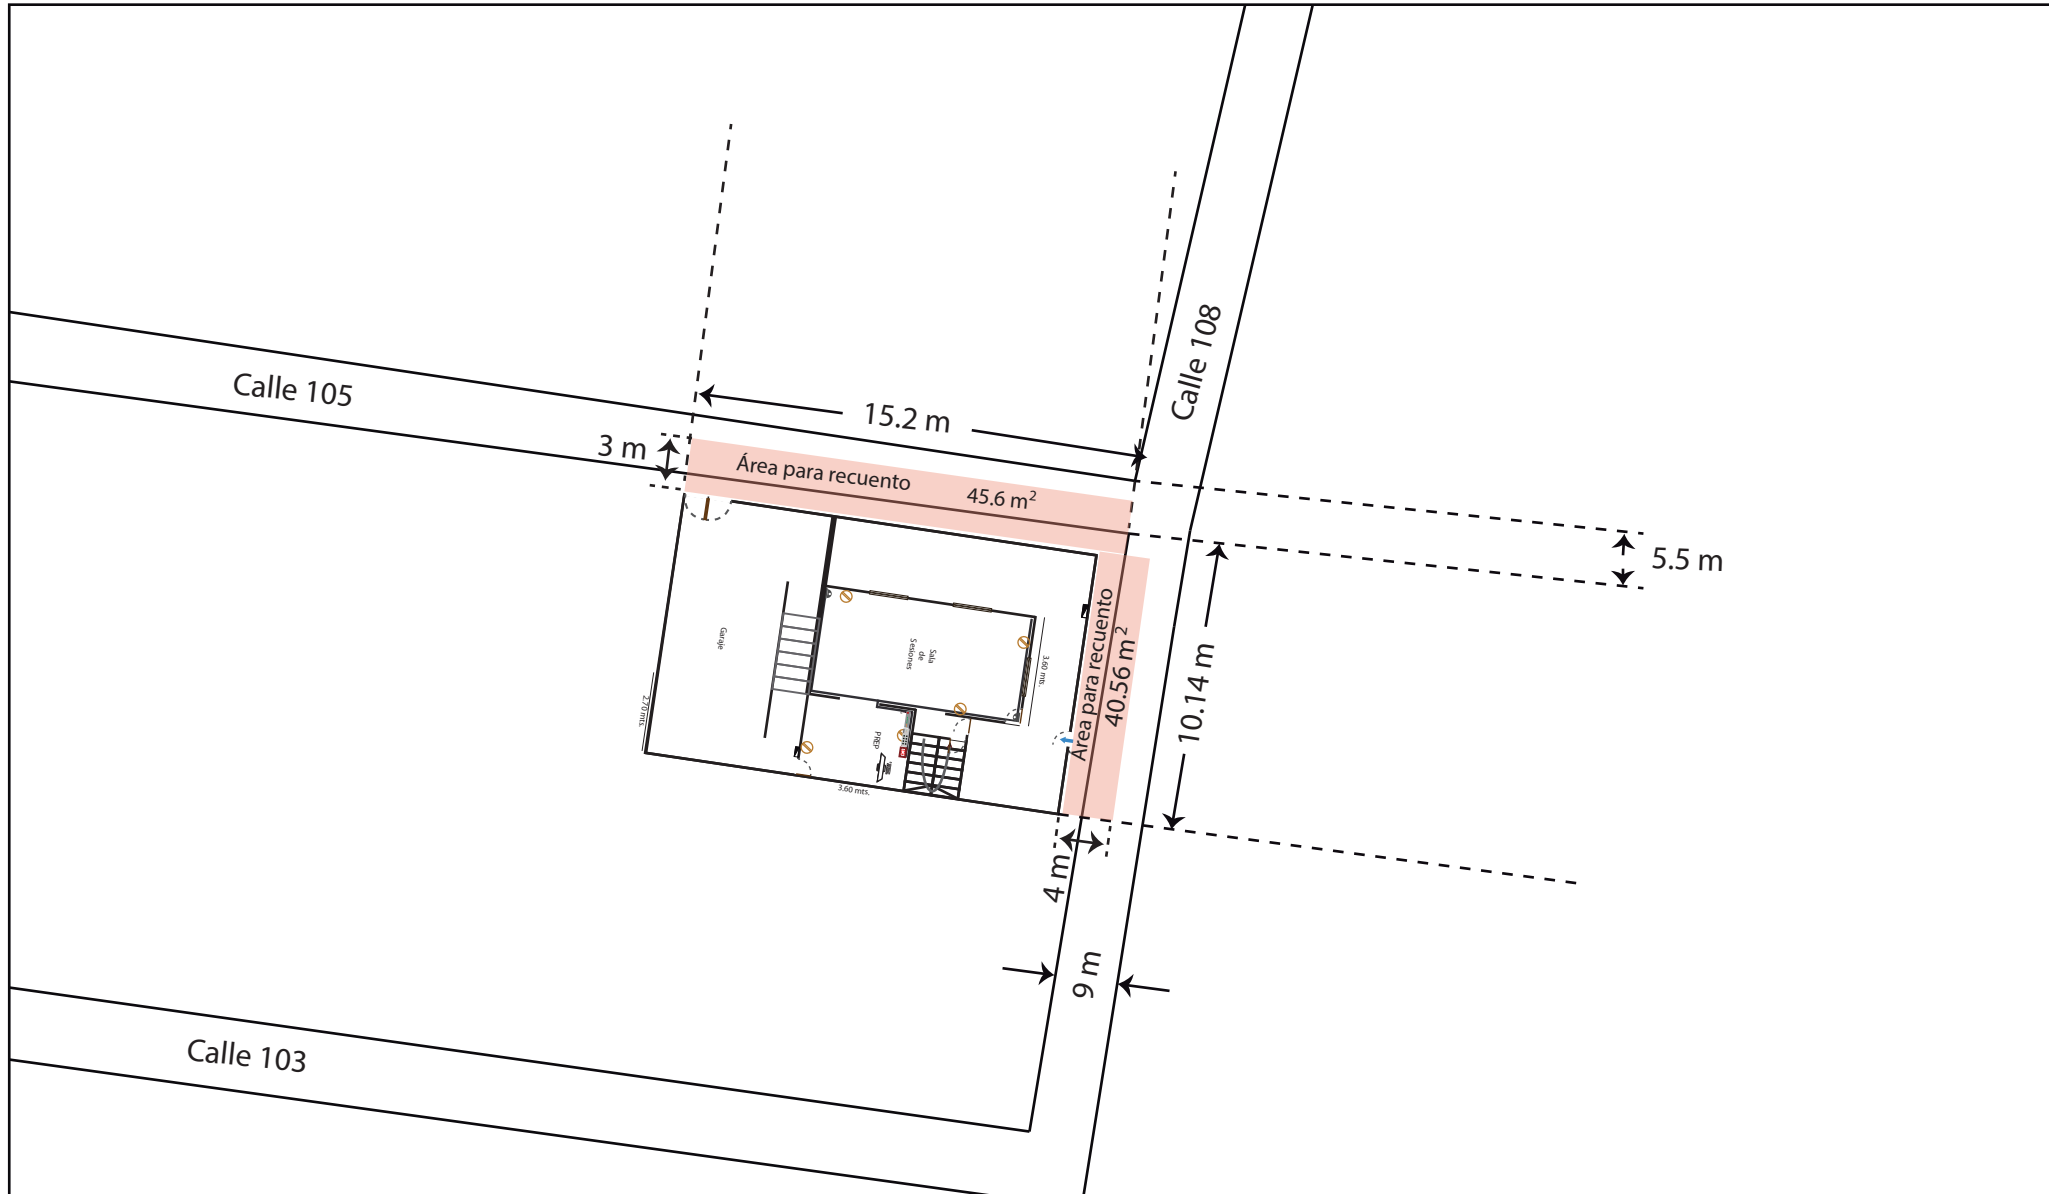 Calle 108
Calle 105
15.2 m
3 m
Área para recuento 45.6 m²
5.5 m
Área para recuento
40.56 m²
10.14 m
Garaje
Sala
de
Sesiones
3.60 mts.
2.70 mts.
PREP
3.60 mts.
4 m
9 m
Calle 103